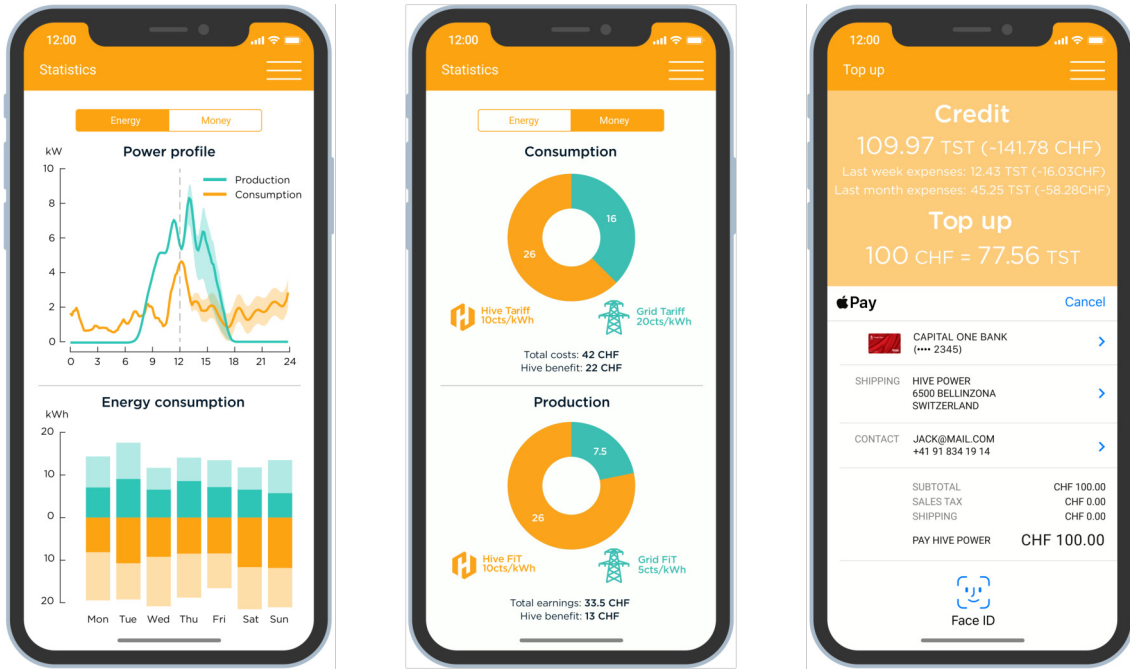 12:00
Statistics
Energy
Money
kW
Power profile
10
8
6
4
2
0
Production
Consumption
0 3 6 9 12 15 18 21 24
Energy consumption
kWh
20
10
0
10
20
Mon Tue Wed Thu Fri Sat Sun
12:00
Statistics
Energy
Money
Consumption
16
26
Hive Tariff
10cts/kWh
Grid Tariff
20cts/kWh
Total costs: 42 CHF
Hive benefit: 22 CHF
Production
7.5
26
Hive FiT
10cts/kWh
Grid FiT
5cts/kWh
Total earnings: 33.5 CHF
Hive benefit: 13 CHF
12:00
Top up
Credit
109.97 TST (~141.78 CHF)
Last week expenses: 12.43 TST (~16.03CHF)
Last month expenses: 45.25 TST (~58.28CHF)
Top up
100 CHF = 77.56 TST
Pay
Cancel
CAPITAL ONE BANK
(•••• 2345)
SHIPPING
HIVE POWER
6500 BELLINZONA
SWITZERLAND
CONTACT
JACK@MAIL.COM
+41 91 834 19 14
SUBTOTAL CHF 100.00
SALES TAX CHF 0.00
SHIPPING CHF 0.00
PAY HIVE POWER CHF 100.00
Face ID